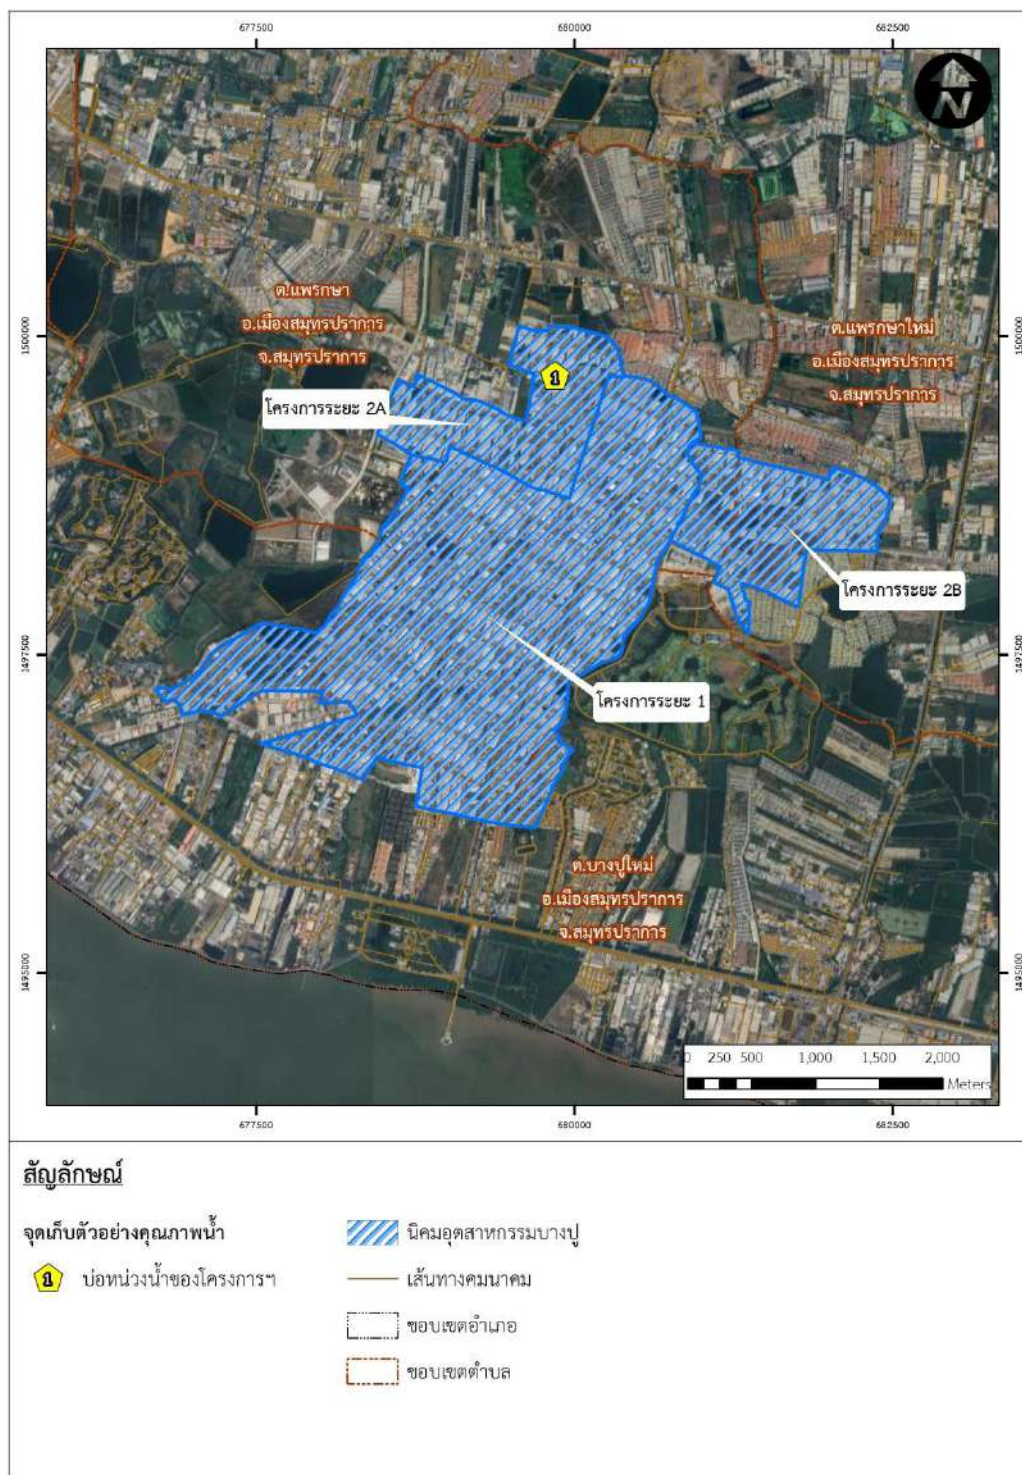 677500
680000
682500
N
ต.แพรกษา
อ.เมืองสมุทรปราการ
จ.สมุทรปราการ
ต.แพรกษาใหม่
อ.เมืองสมุทรปราการ
จ.สมุทรปราการ
1500000
1500000
1
โครงการระยะ 2A
โครงการระยะ 2B
1497500
1497500
โครงการระยะ 1
ต.บางปูใหม่
อ.เมืองสมุทรปราการ
จ.สมุทรปราการ
1495000
1495000
0 250 500 1,000 1,500 2,000
Meters
677500
680000
682500
สัญลักษณ์
จุดเก็บตัวอย่างคุณภาพน้ำ
1 บ่อหน่วงน้ำของโครงการฯ
นิคมอุตสาหกรรมบางปู
เส้นทางคมนาคม
ขอบเขตอำเภอ
ขอบเขตตำบล